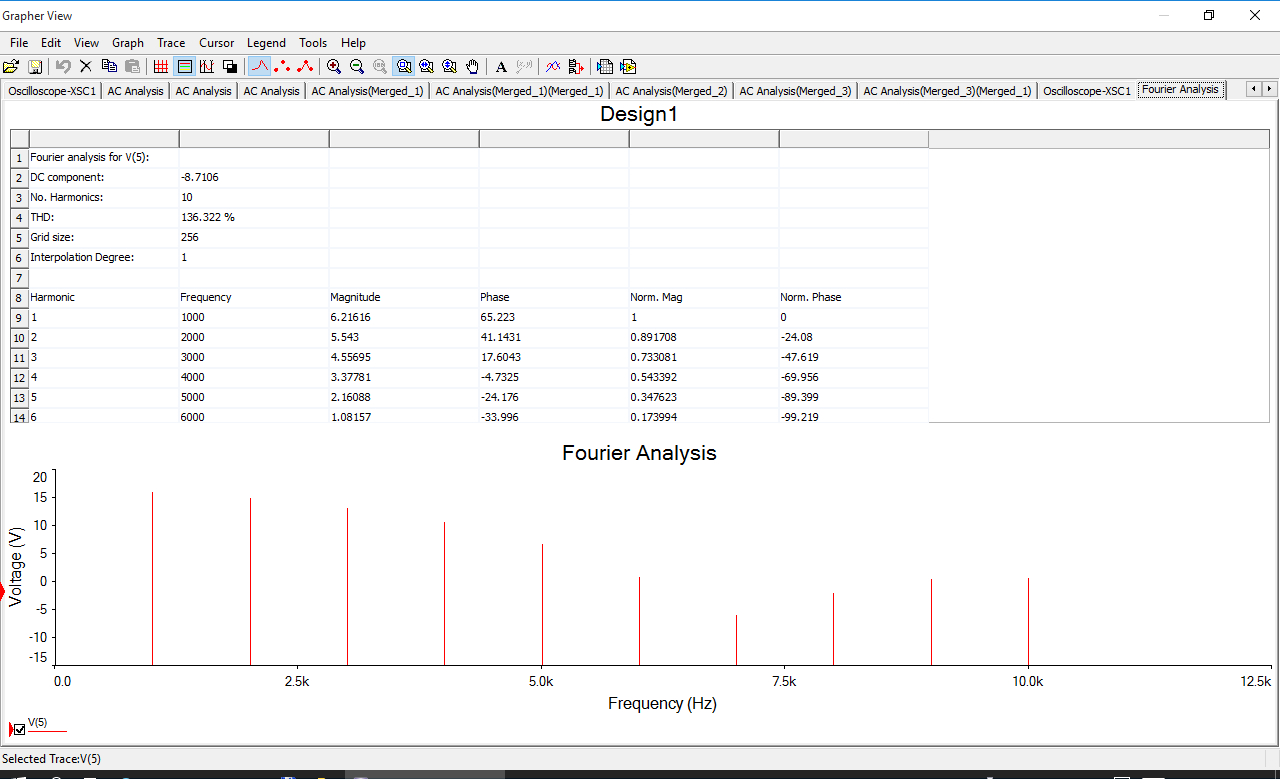 Grapher View
File Edit View Graph Trace Cursor Legend Tools Help
Oscilloscope-XSC1 AC Analysis AC Analysis AC Analysis AC Analysis(Merged_1) AC Analysis(Merged_1)(Merged_1) AC Analysis(Merged_2) AC Analysis(Merged_3) AC Analysis(Merged_3)(Merged_1) Oscilloscope-XSC1 Fourier Analysis
Design1
1 Fourier analysis for V(5):
2 DC component: -8.7106
3 No. Harmonics: 10
4 THD: 136.322 %
5 Grid size: 256
6 Interpolation Degree: 1
7
8 Harmonic Frequency Magnitude Phase Norm. Mag Norm. Phase
9 1 1000 6.21616 65.223 1 0
10 2 2000 5.543 41.1431 0.891708 -24.08
11 3 3000 4.55695 17.6043 0.733081 -47.619
12 4 4000 3.37781 -4.7325 0.543392 -69.956
13 5 5000 2.16088 -24.176 0.347623 -89.399
14 6 6000 1.08157 -33.996 0.173994 -99.219
Fourier Analysis
Voltage (V)
20
15
10
5
0
-5
-10
-15
0.0 2.5k 5.0k 7.5k 10.0k 12.5k
Frequency (Hz)
V(5)
Selected Trace:V(5)